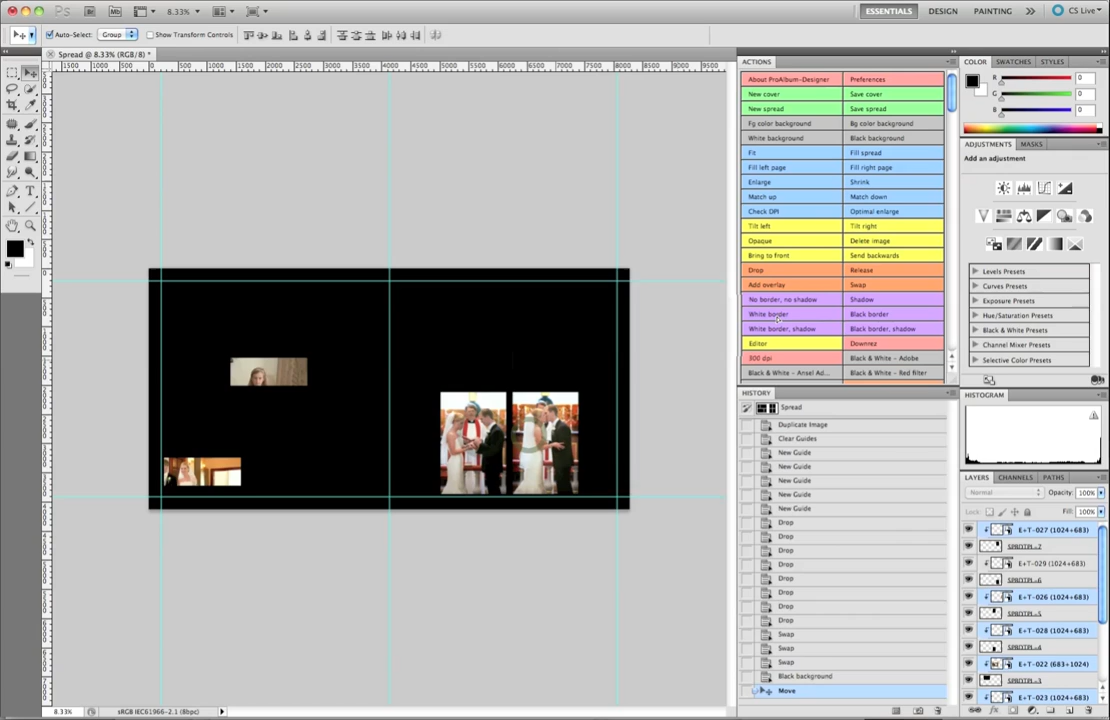 Ps Br Mb 8.33% ESSENTIALS DESIGN PAINTING CS Live
Auto-Select: Group Show Transform Controls
Spread @ 8.33% (RGB/8) *
ACTIONS
About ProAlbum-Designer Preferences
New cover Save cover
New spread Save spread
Fg color background Bg color background
White background Black background
Fit Fill spread
Fill left page Fill right page
Enlarge Shrink
Match up Match down
Check DPI Optimal enlarge
Tilt left Tilt right
Opaque Delete image
Bring to front Send backwards
Drop Release
Add overlay Swap
No border, no shadow Shadow
White border Black border
White border, shadow Black border, shadow
Editor Downrez
300 dpi Black & White - Adobe
Black & White - Ansel Ad... Black & White - Red filter
HISTORY
Spread
Duplicate Image
Clear Guides
New Guide
New Guide
New Guide
New Guide
New Guide
Drop
Drop
Drop
Drop
Drop
Drop
Drop
Drop
Swap
Swap
Swap
Black background
Move
COLOR SWATCHES STYLES
R 0
G 0
B 0
ADJUSTMENTS MASKS
Add an adjustment
Levels Presets
Curves Presets
Exposure Presets
Hue/Saturation Presets
Black & White Presets
Channel Mixer Presets
Selective Color Presets
HISTOGRAM
LAYERS CHANNELS PATHS
Normal Opacity: 100%
Lock: Fill: 100%
E+T-027 (1024+683)
SPROTPL-7
E+T-029 (1024+683)
SPROTPL-6
E+T-026 (1024+683)
SPROTPL-5
E+T-028 (1024+683)
SPROTPL-4
E+T-022 (683+1024)
SPROTPL-3
E+T-023 (1024+683)
8.33% sRGB IEC61966-2.1 (8bpc)